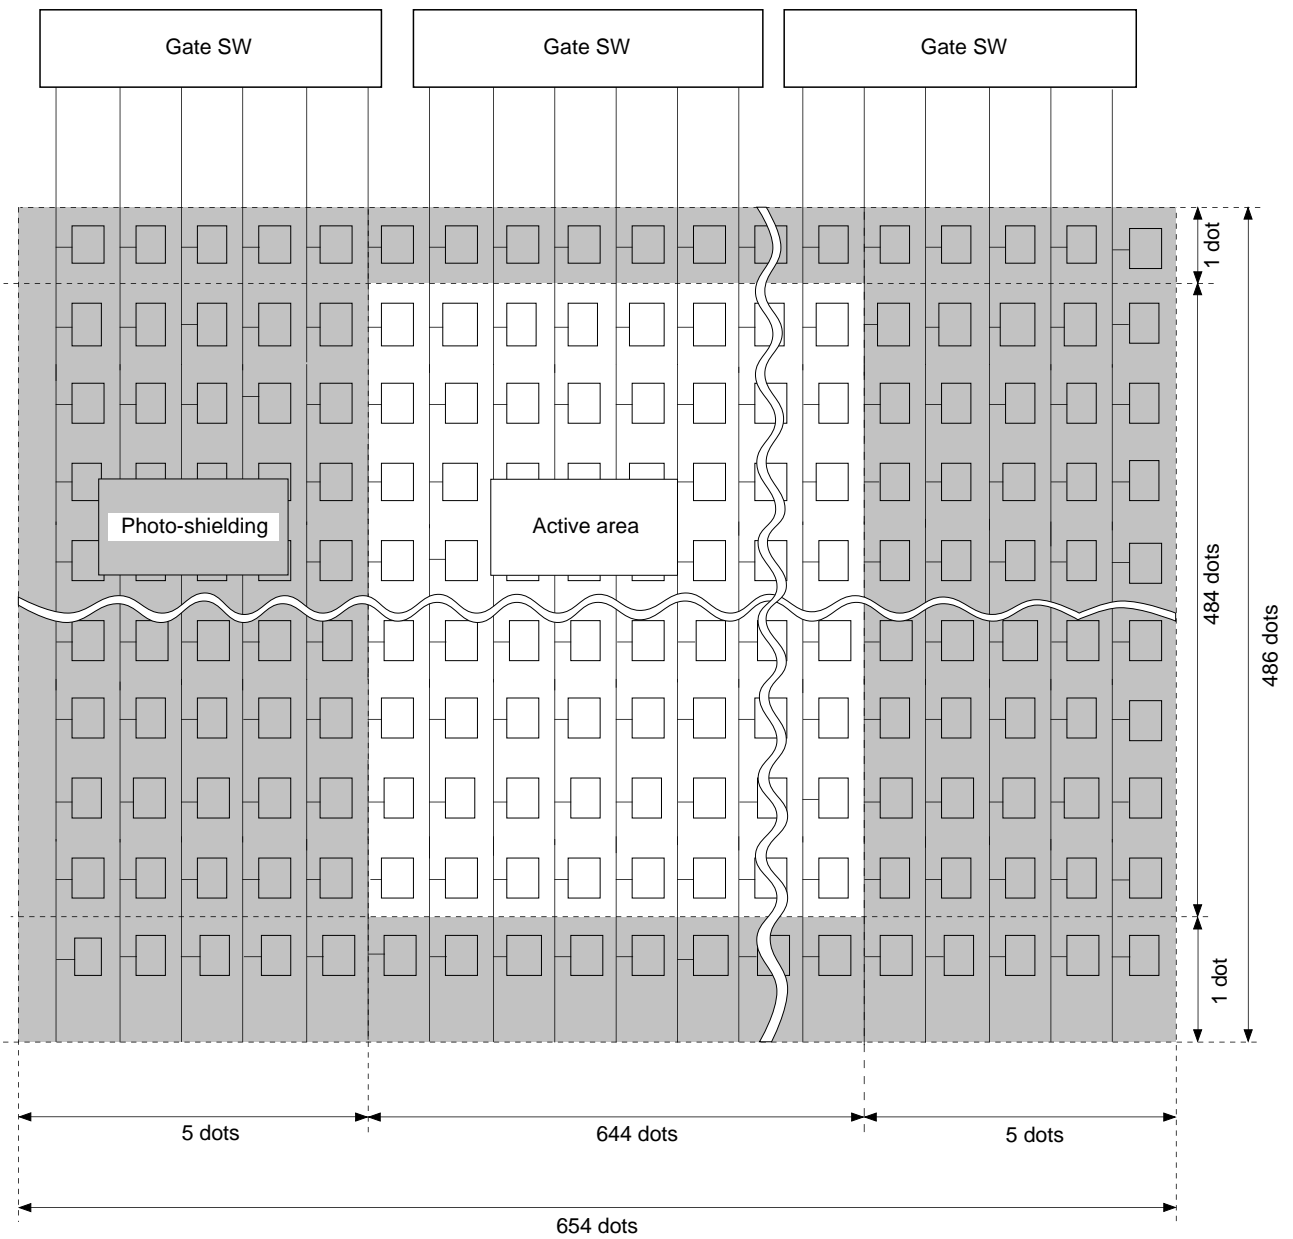 Gate SW
Gate SW
Gate SW
1 dot
Photo-shielding
Active area
484 dots
486 dots
1 dot
5 dots
644 dots
5 dots
654 dots